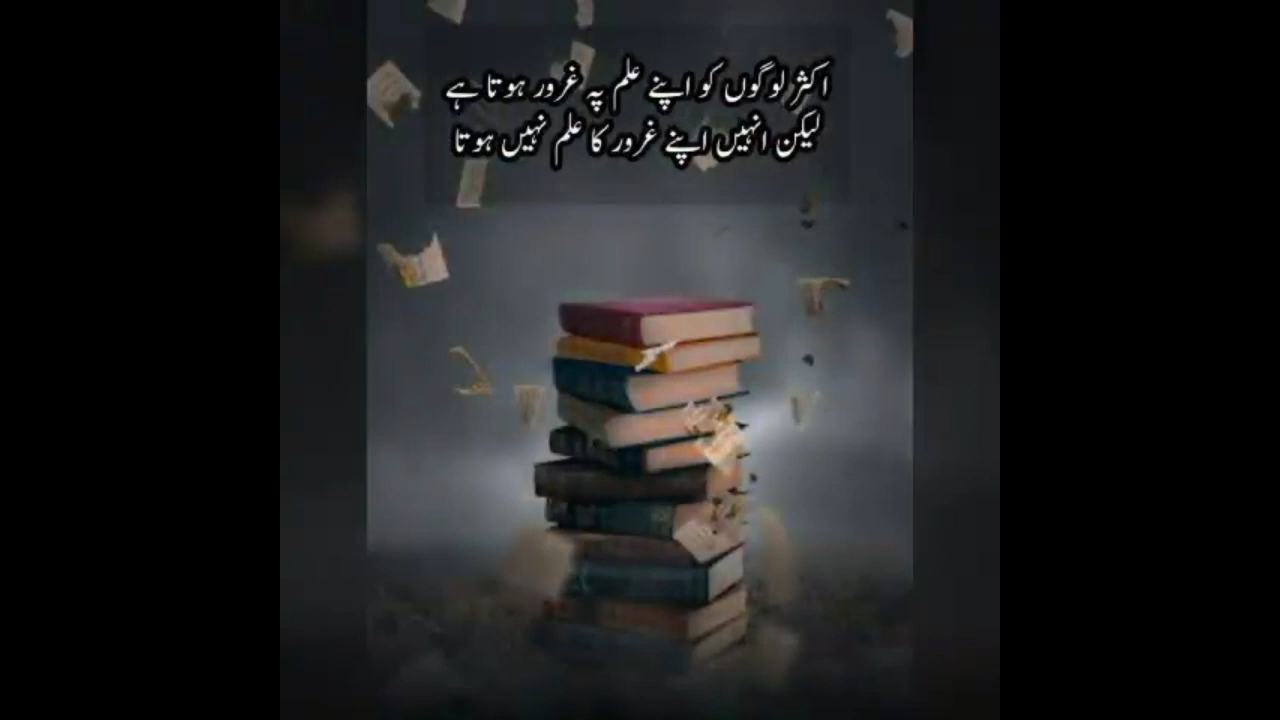 اکثر لوگوں کو اپنے علم پہ غرور ہوتا ہے
لیکن انہیں اپنے غرور کا علم نہیں ہوتا